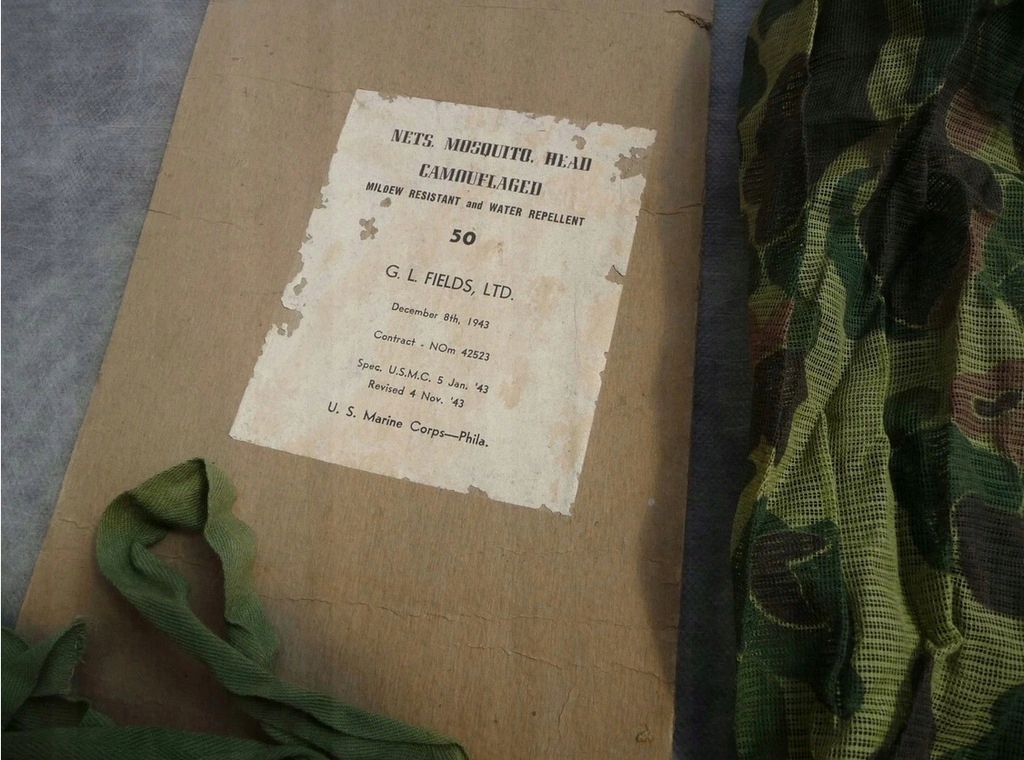 NETS. MOSQUITO. HEAD
CAMOUFLAGED
MILDEW RESISTANT and WATER REPELLENT
50
G. L. FIELDS, LTD.
December 8th, 1943
Contract - NOm 42523
Spec. U.S.M.C. 5 Jan. '43
Revised 4 Nov. '43
U. S. Marine Corps—Phila.